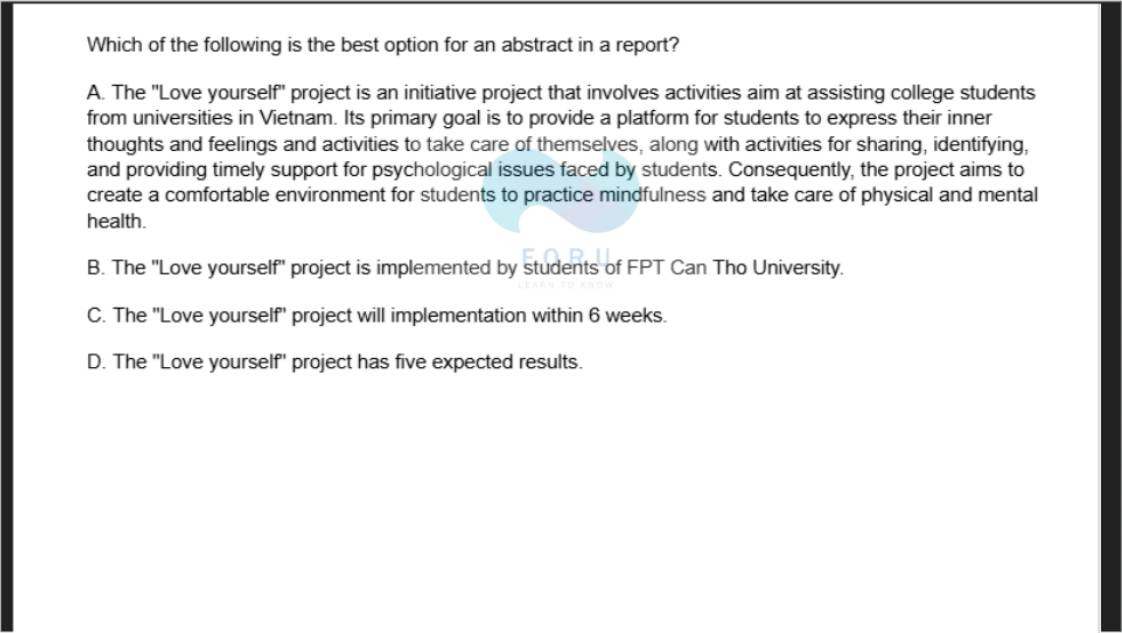 Which of the following is the best option for an abstract in a report?
A. The "Love yourself" project is an initiative project that involves activities aim at assisting college students
from universities in Vietnam. Its primary goal is to provide a platform for students to express their inner
thoughts and feelings and activities to take care of themselves, along with activities for sharing, identifying,
and providing timely support for psychological issues faced by students. Consequently, the project aims to
create a comfortable environment for students to practice mindfulness and take care of physical and mental
health.
FORU
B. The "Love yourself" project is implemented by students of FPT Can Tho University.
LEARN TO KNOW
C. The "Love yourself" project will implementation within 6 weeks.
D. The "Love yourself" project has five expected results.